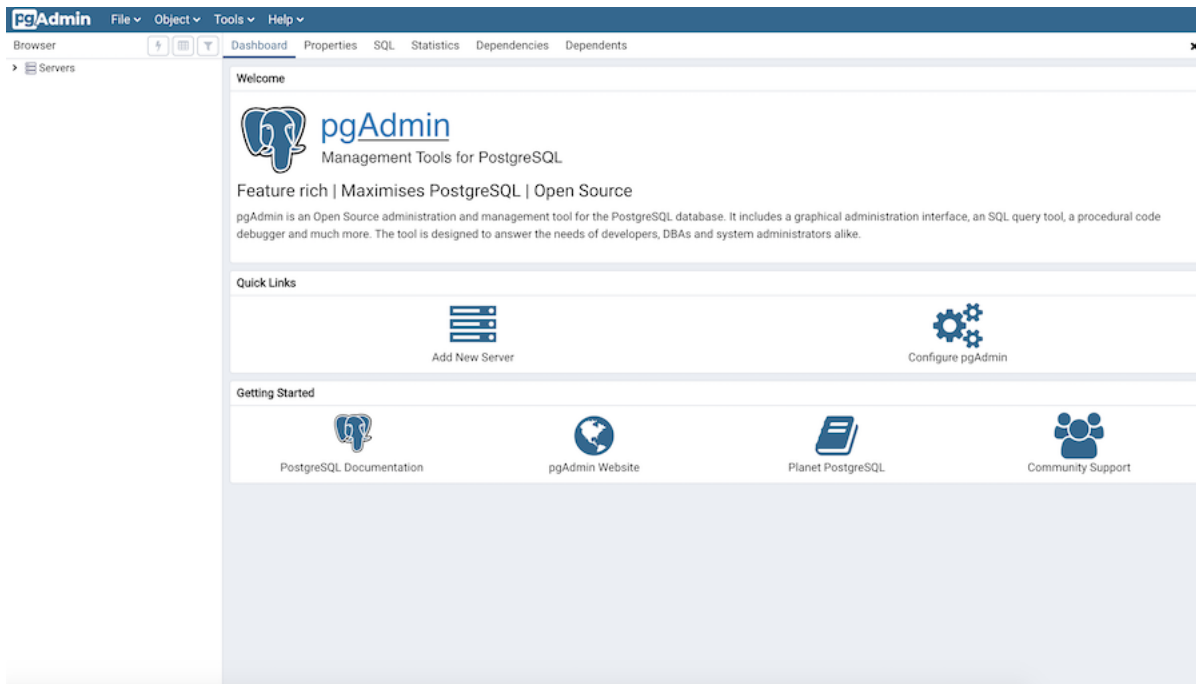 pgAdmin File Object Tools Help
Browser Dashboard Properties SQL Statistics Dependencies Dependents
Servers
Welcome
pgAdmin
Management Tools for PostgreSQL
Feature rich | Maximises PostgreSQL | Open Source
pgAdmin is an Open Source administration and management tool for the PostgreSQL database. It includes a graphical administration interface, an SQL query tool, a procedural code
debugger and much more. The tool is designed to answer the needs of developers, DBAs and system administrators alike.
Quick Links
Add New Server Configure pgAdmin
Getting Started
PostgreSQL Documentation pgAdmin Website Planet PostgreSQL Community Support